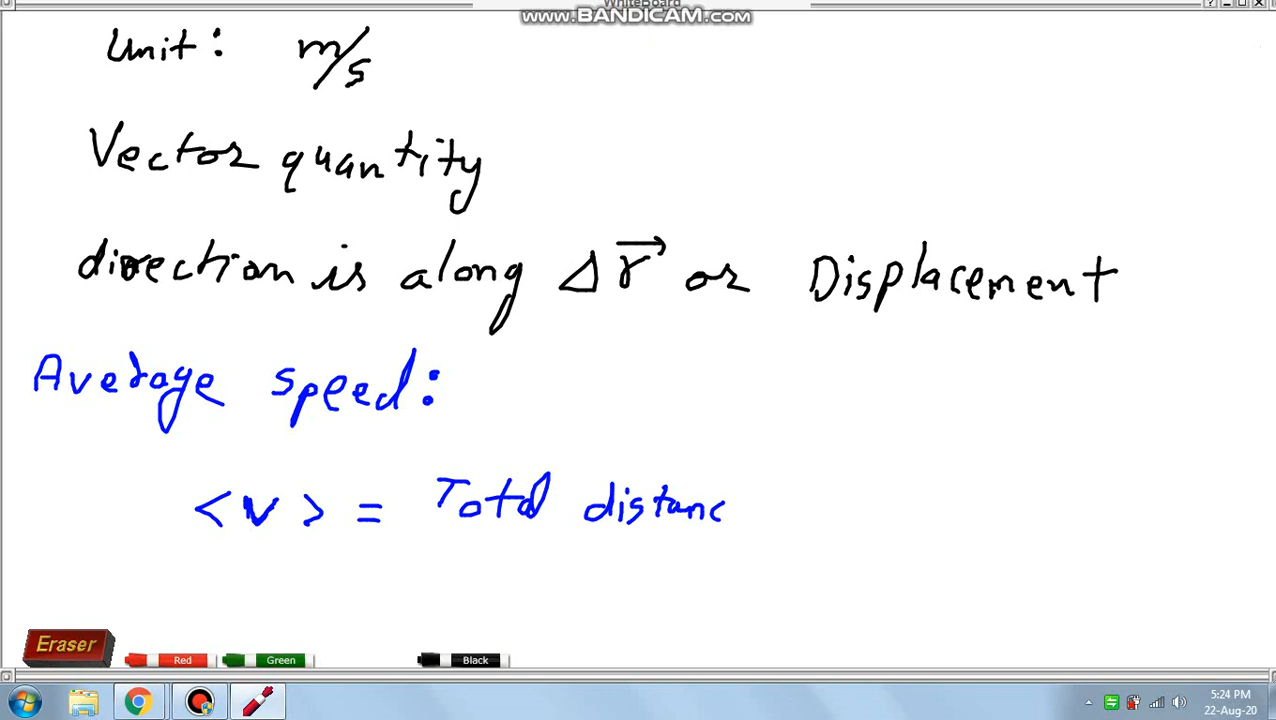 WhiteBoard
www.BANDICAM.com
Unit: m/s
Vector quantity
direction is along Δr⃗ or Displacement
Average speed:
<v> = Total distanc
Eraser
Red Green Black
5:24 PM
22-Aug-20